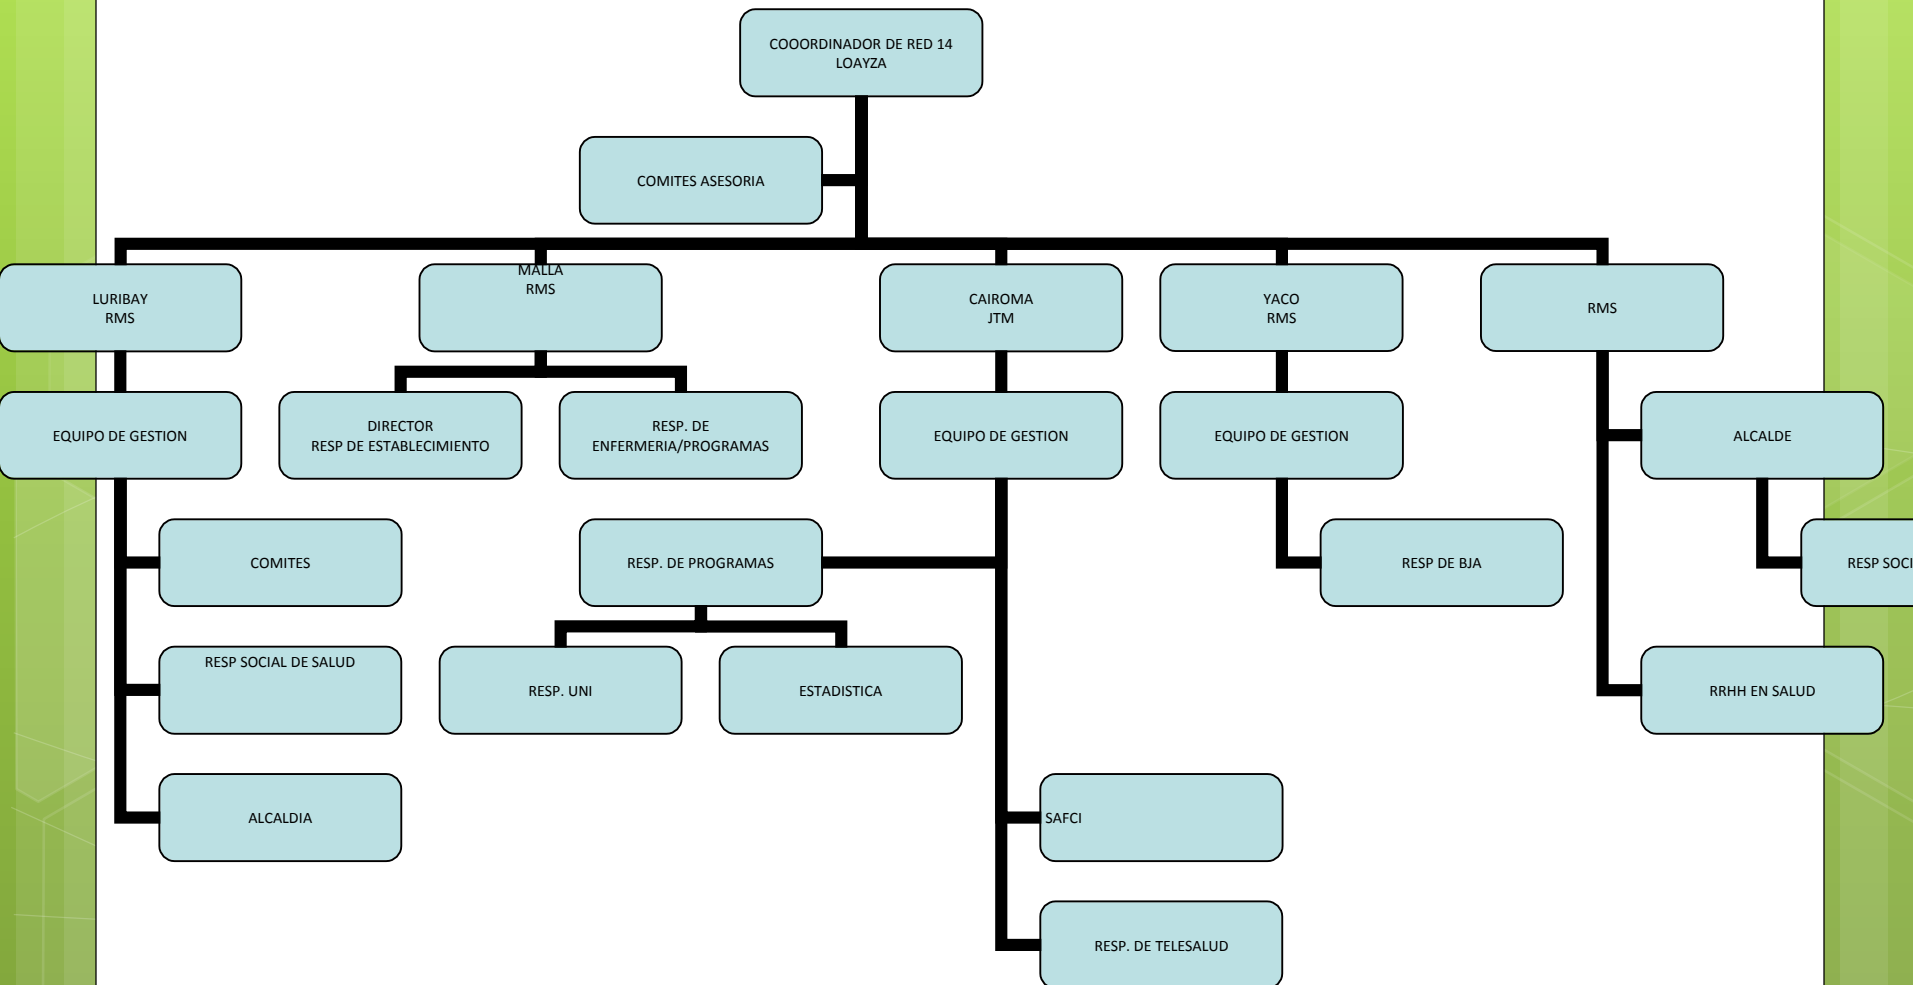 COOORDINADOR DE RED 14
LOAYZA
COMITES ASESORIA
LURIBAY
RMS
MALLA
RMS
CAIROMA
JTM
YACO
RMS
RMS
EQUIPO DE GESTION
DIRECTOR
RESP DE ESTABLECIMIENTO
RESP. DE
ENFERMERIA/PROGRAMAS
EQUIPO DE GESTION
EQUIPO DE GESTION
ALCALDE
COMITES
RESP. DE PROGRAMAS
RESP DE BJA
RESP SOCI
RESP SOCIAL DE SALUD
RESP. UNI
ESTADISTICA
RRHH EN SALUD
ALCALDIA
SAFCI
RESP. DE TELESALUD